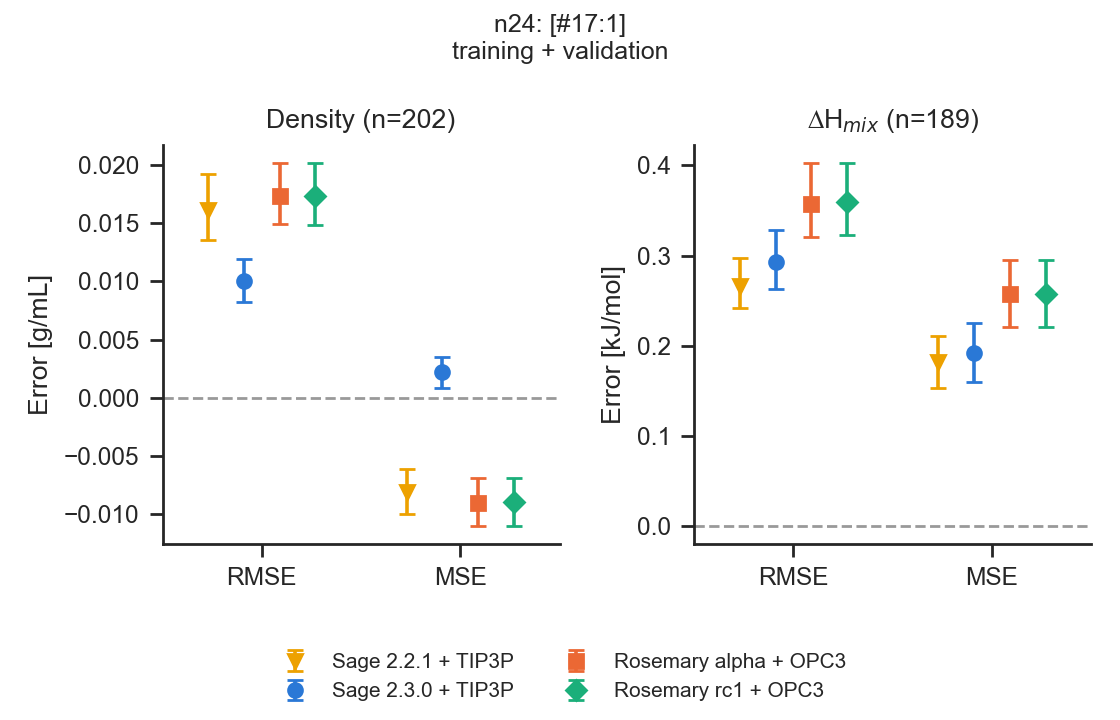 n24: [#17:1]
training + validation
Density (n=202)
ΔH_mix (n=189)
Error [g/mL]
0.020
0.015
0.010
0.005
0.000
−0.005
−0.010
RMSE
MSE
Error [kJ/mol]
0.4
0.3
0.2
0.1
0.0
RMSE
MSE
Sage 2.2.1 + TIP3P
Sage 2.3.0 + TIP3P
Rosemary alpha + OPC3
Rosemary rc1 + OPC3